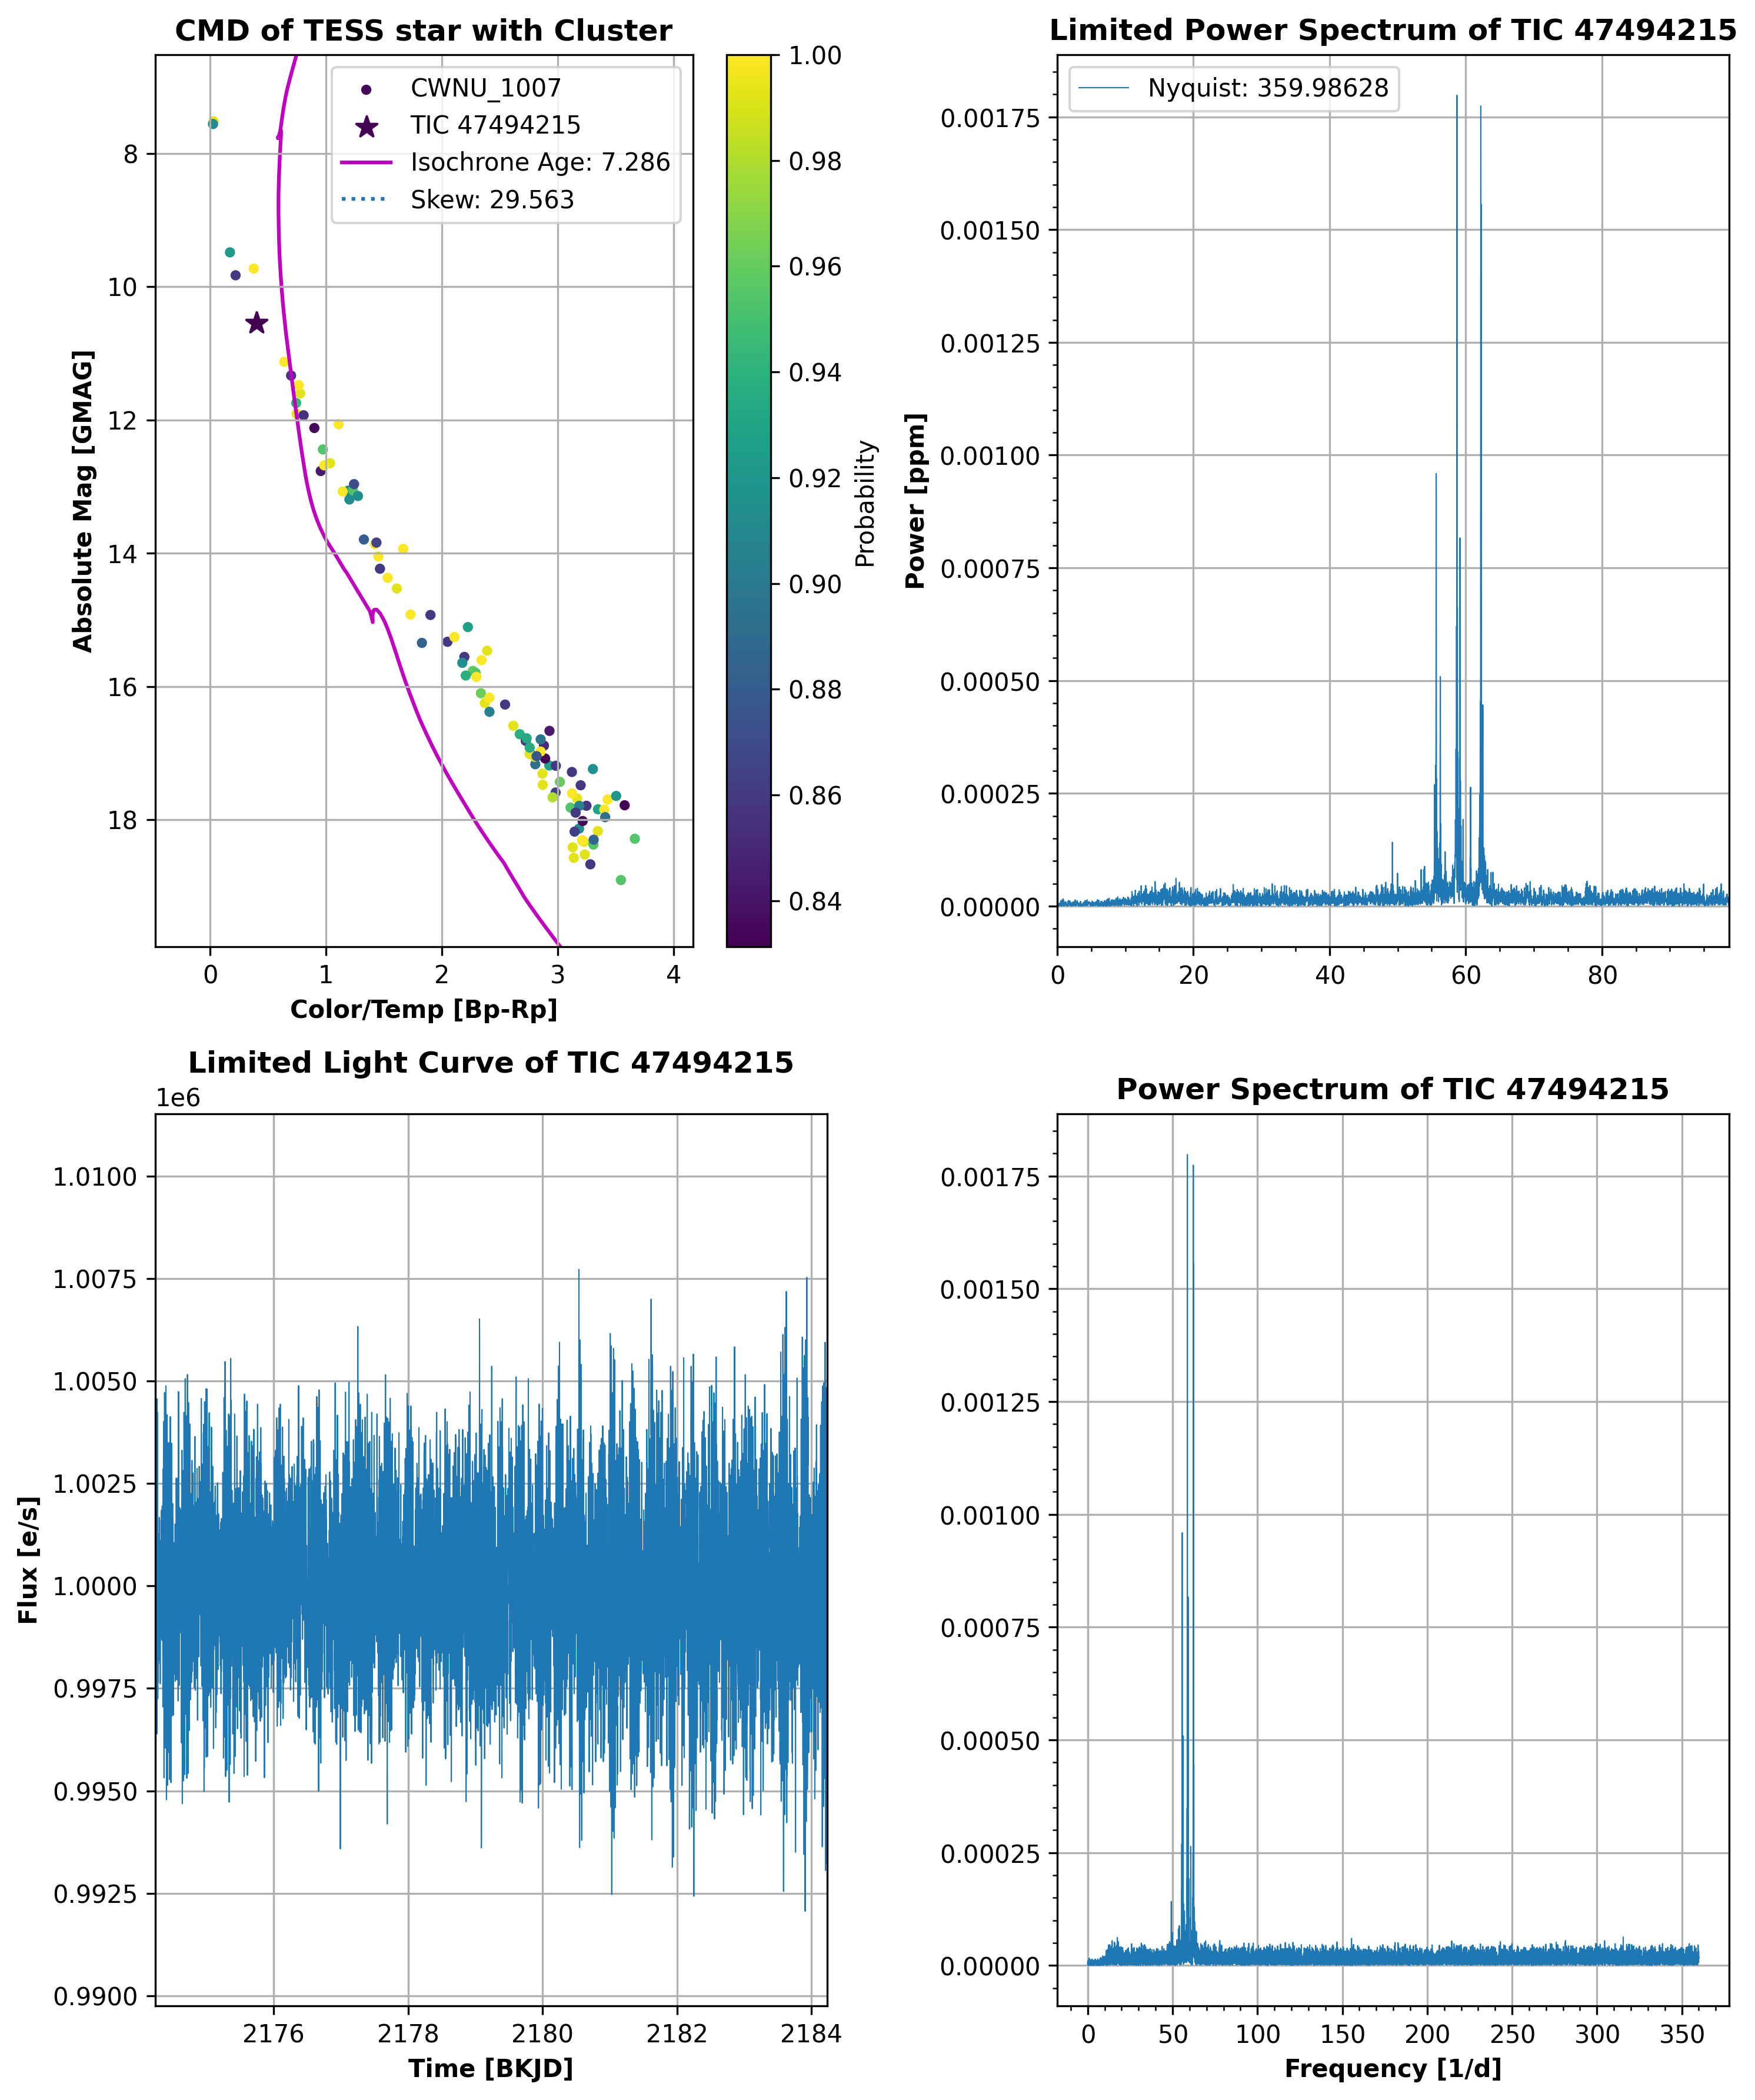 CMD of TESS star with Cluster
CWNU_1007
TIC 47494215
Isochrone Age: 7.286
Skew: 29.563
8
10
12
14
16
18
Absolute Mag [GMAG]
0 1 2 3 4
Color/Temp [Bp-Rp]
1.00
0.98
0.96
0.94
0.92
0.90
0.88
0.86
0.84
Probability
Limited Power Spectrum of TIC 47494215
Nyquist: 359.98628
0.00175
0.00150
0.00125
0.00100
0.00075
0.00050
0.00025
0.00000
Power [ppm]
0 20 40 60 80
Limited Light Curve of TIC 47494215
1e6
1.0100
1.0075
1.0050
1.0025
1.0000
0.9975
0.9950
0.9925
0.9900
Flux [e/s]
2176 2178 2180 2182 2184
Time [BKJD]
Power Spectrum of TIC 47494215
0.00175
0.00150
0.00125
0.00100
0.00075
0.00050
0.00025
0.00000
0 50 100 150 200 250 300 350
Frequency [1/d]